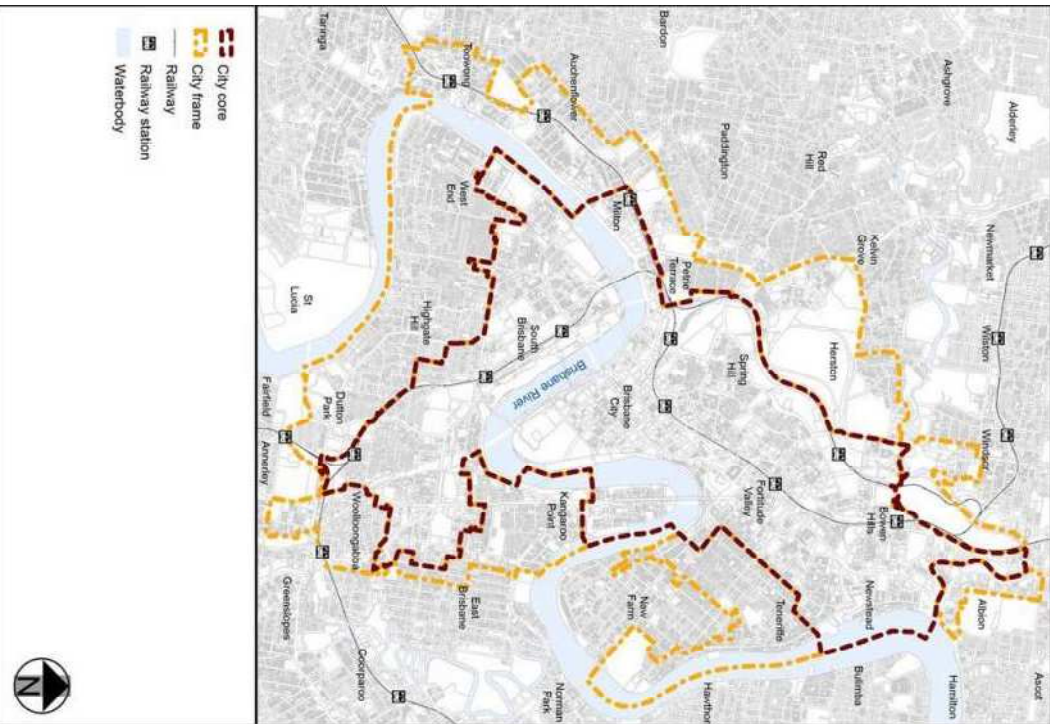 Ascot
Alderley
Newmarket
Wilston
Windsor
Albion
Hamilton
Ashgrove
Kelvin
Grove
Bowen
Hills
Newstead
Bulimba
Red
Hill
Herston
Teneriffe
Paddington
Spring
Hill
Fortitude
Valley
Hawthor
Bardon
Petrie
Terrace
Milton
Brisbane
City
New
Farm
Auchenflower
Brisbane River
Kangaroo
Point
Norman
Park
South
Brisbane
Toowong
West
End
East
Brisbane
Highgate
Hill
Taringa
Woolloongabba
Coorparoo
St
Lucia
Dutton
Park
Fairfield
Annerley
Greenslopes
City core
City frame
Railway
Railway station
Waterbody
N